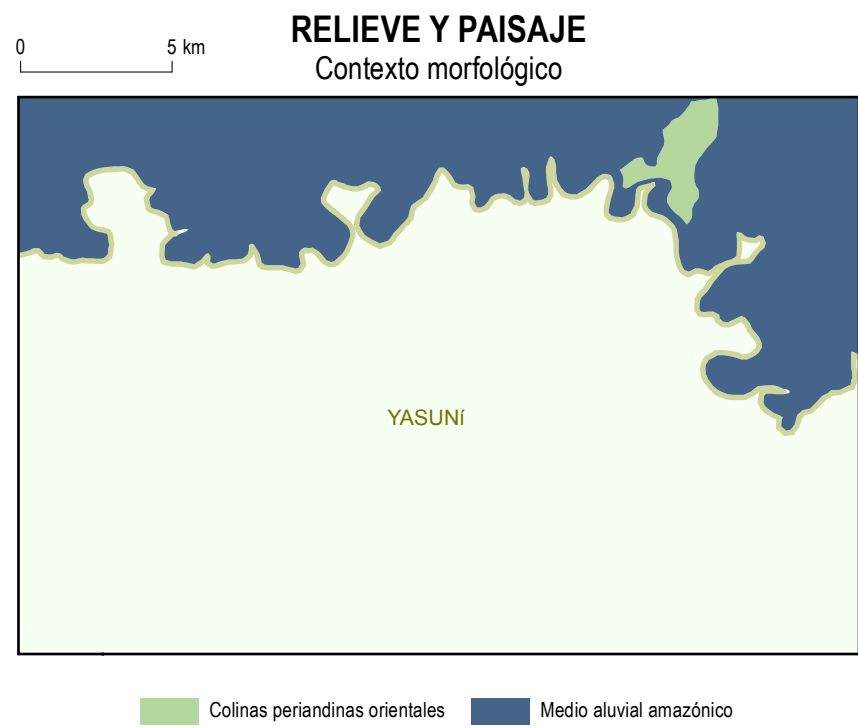 RELIEVE Y PAISAJE
Contexto morfológico
0 5 km
YASUNí
Colinas periandinas orientales
Medio aluvial amazónico